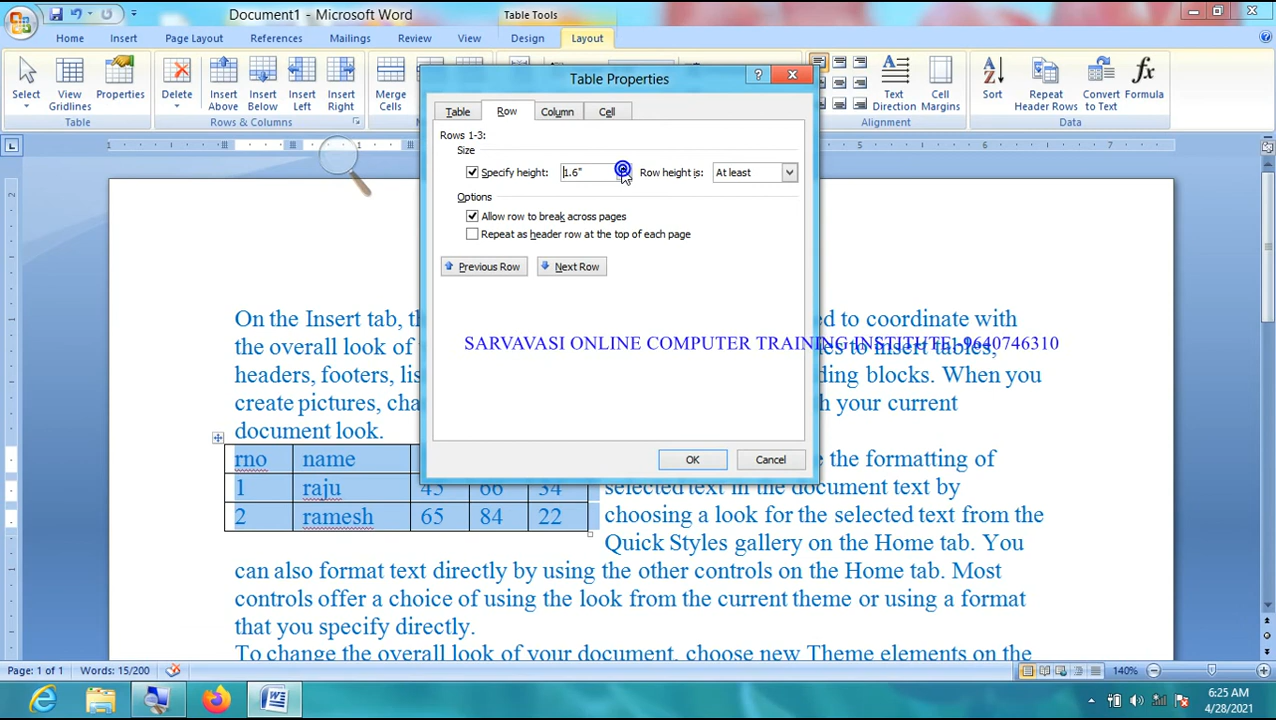 Document1 - Microsoft Word
Table Tools
Home
Insert
Page Layout
References
Mailings
Review
View
Design
Layout
Select
View Gridlines
Properties
Delete
Insert Above
Insert Below
Insert Left
Insert Right
Merge Cells
Text Direction
Cell Margins
Sort
Repeat Header Rows
Convert to Text
Formula
Table
Rows & Columns
Alignment
Data
Table Properties
Table
Row
Column
Cell
Rows 1-3:
Size
Specify height:
1.6"
Row height is:
At least
Options
Allow row to break across pages
Repeat as header row at the top of each page
Previous Row
Next Row
OK
Cancel
SARVAVASI ONLINE COMPUTER TRAINING INSTITUTE!-9640746310
On the Insert tab, ed to coordinate with
the overall look of es to insert tables,
headers, footers, ding blocks. When you
create pictures, h your current
document look.
rno name
1 raju 45 66 34
2 ramesh 65 84 22
e the formatting of
selected text in the document text by
choosing a look for the selected text from the
Quick Styles gallery on the Home tab. You
can also format text directly by using the other controls on the Home tab. Most
controls offer a choice of using the look from the current theme or using a format
that you specify directly.
To change the overall look of your document, choose new Theme elements on the
Page: 1 of 1
Words: 15/200
140%
6:25 AM
4/28/2021